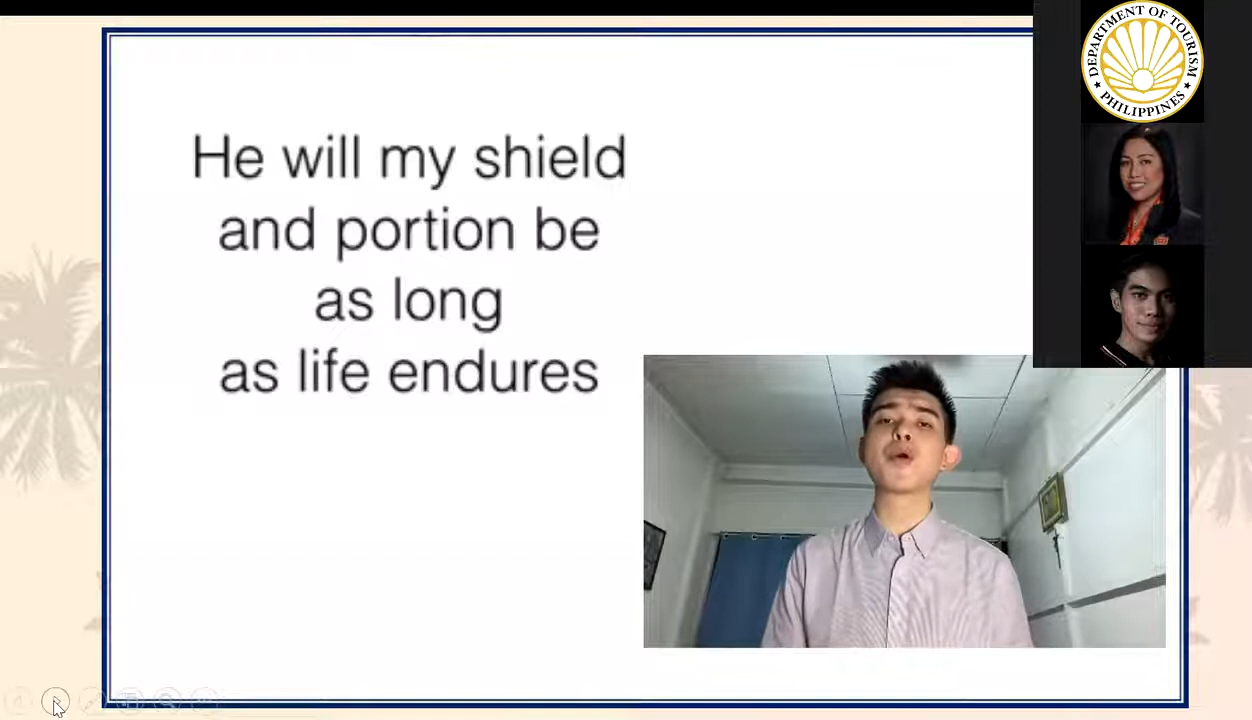 He will my shield
and portion be
as long
as life endures
DEPARTMENT OF TOURISM
★ PHILIPPINES ★